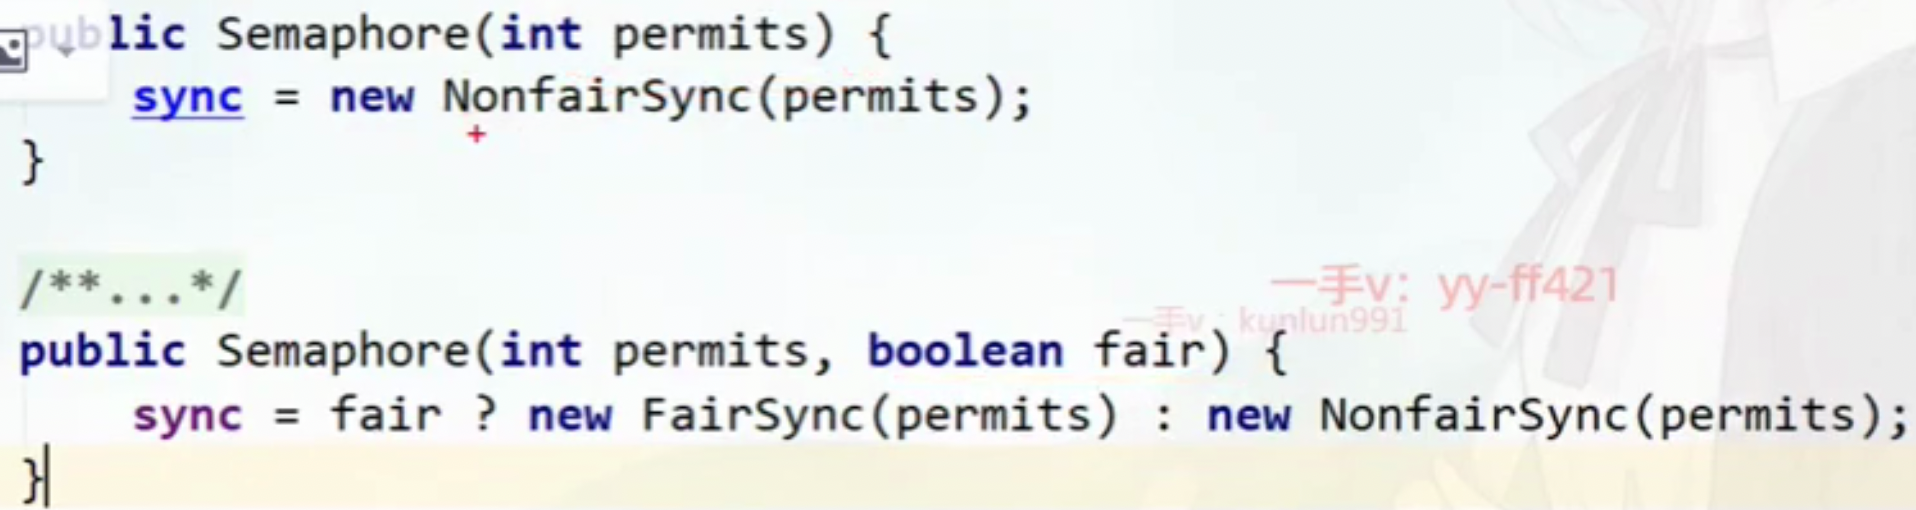 public Semaphore(int permits) {
sync = new NonfairSync(permits);
}
/**...*/
一手v: yy-ff421
一手v: kunlun991
public Semaphore(int permits, boolean fair) {
sync = fair ? new FairSync(permits) : new NonfairSync(permits);
}